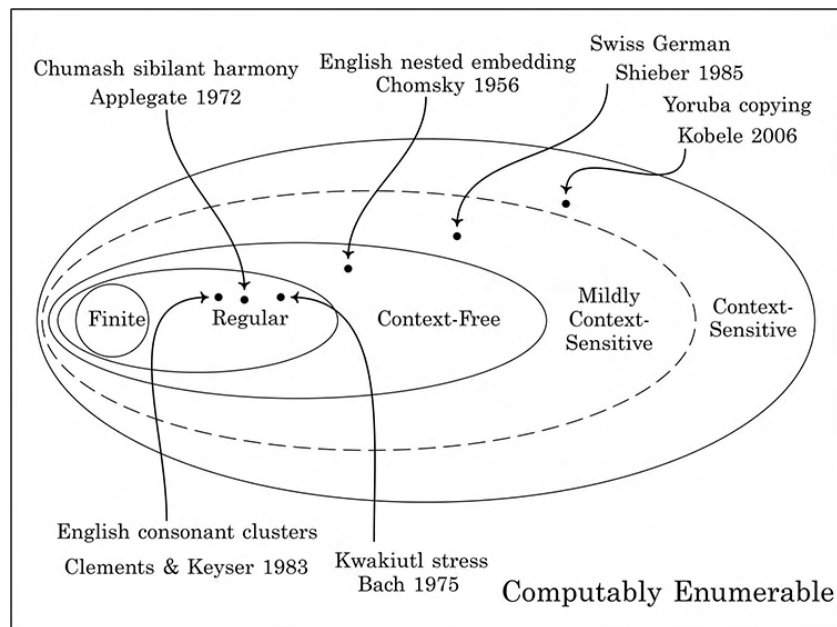 Chumash sibilant harmony
Applegate 1972
English nested embedding
Chomsky 1956
Swiss German
Shieber 1985
Yoruba copying
Kobele 2006
Finite
Regular
Context-Free
Mildly
Context-
Sensitive
Context-
Sensitive
English consonant clusters
Clements & Keyser 1983
Kwakiutl stress
Bach 1975
Computably Enumerable